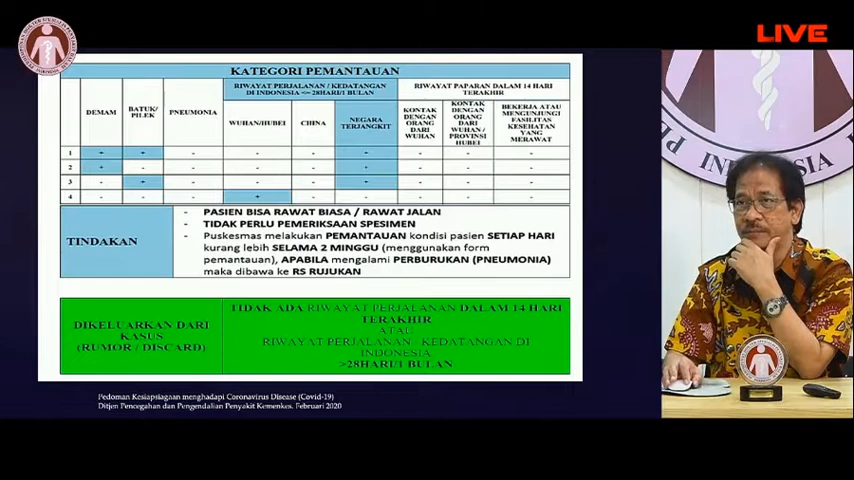 LIVE
KATEGORI PEMANTAUAN
RIWAYAT PERJALANAN / KEDATANGAN
DI INDONESIA <= 28HARI/1 BULAN
RIWAYAT PAPARAN DALAM 14 HARI
TERAKHIR
DEMAM
BATUK/
PILEK
PNEUMONIA
WUHAN/HUBEI
CHINA
NEGARA
TERJANGKIT
KONTAK
DENGAN
ORANG
DARI
WUHAN
KONTAK
DENGAN
ORANG
DARI
WUHAN /
PROVINSI
HUBEI
BEKERJA ATAU
MENGUNJUNGI
FASILITAS
KESEHATAN
YANG
MERAWAT
1 + + - - - + - - -
2 + - - - - + - - -
3 - + - - - + - - -
4 - - - + - - - - -
TINDAKAN
- PASIEN BISA RAWAT BIASA / RAWAT JALAN
- TIDAK PERLU PEMERIKSAAN SPESIMEN
- Puskesmas melakukan PEMANTAUAN kondisi pasien SETIAP HARI
kurang lebih SELAMA 2 MINGGU (menggunakan form
pemantauan), APABILA mengalami PERBURUKAN (PNEUMONIA)
maka dibawa ke RS RUJUKAN
DIKELUARKAN DARI
KASUS
(RUMOR / DISCARD)
TIDAK ADA RIWAYAT PERJALANAN DALAM 14 HARI
TERAKHIR
ATAU
RIWAYAT PERJALANAN / KEDATANGAN DI
INDONESIA
>28HARI/1 BULAN
Pedoman Kesiapsiagaan menghadapi Coronavirus Disease (Covid-19)
Ditjen Pencegahan dan Pengendalian Penyakit Kemenkes. Februari 2020